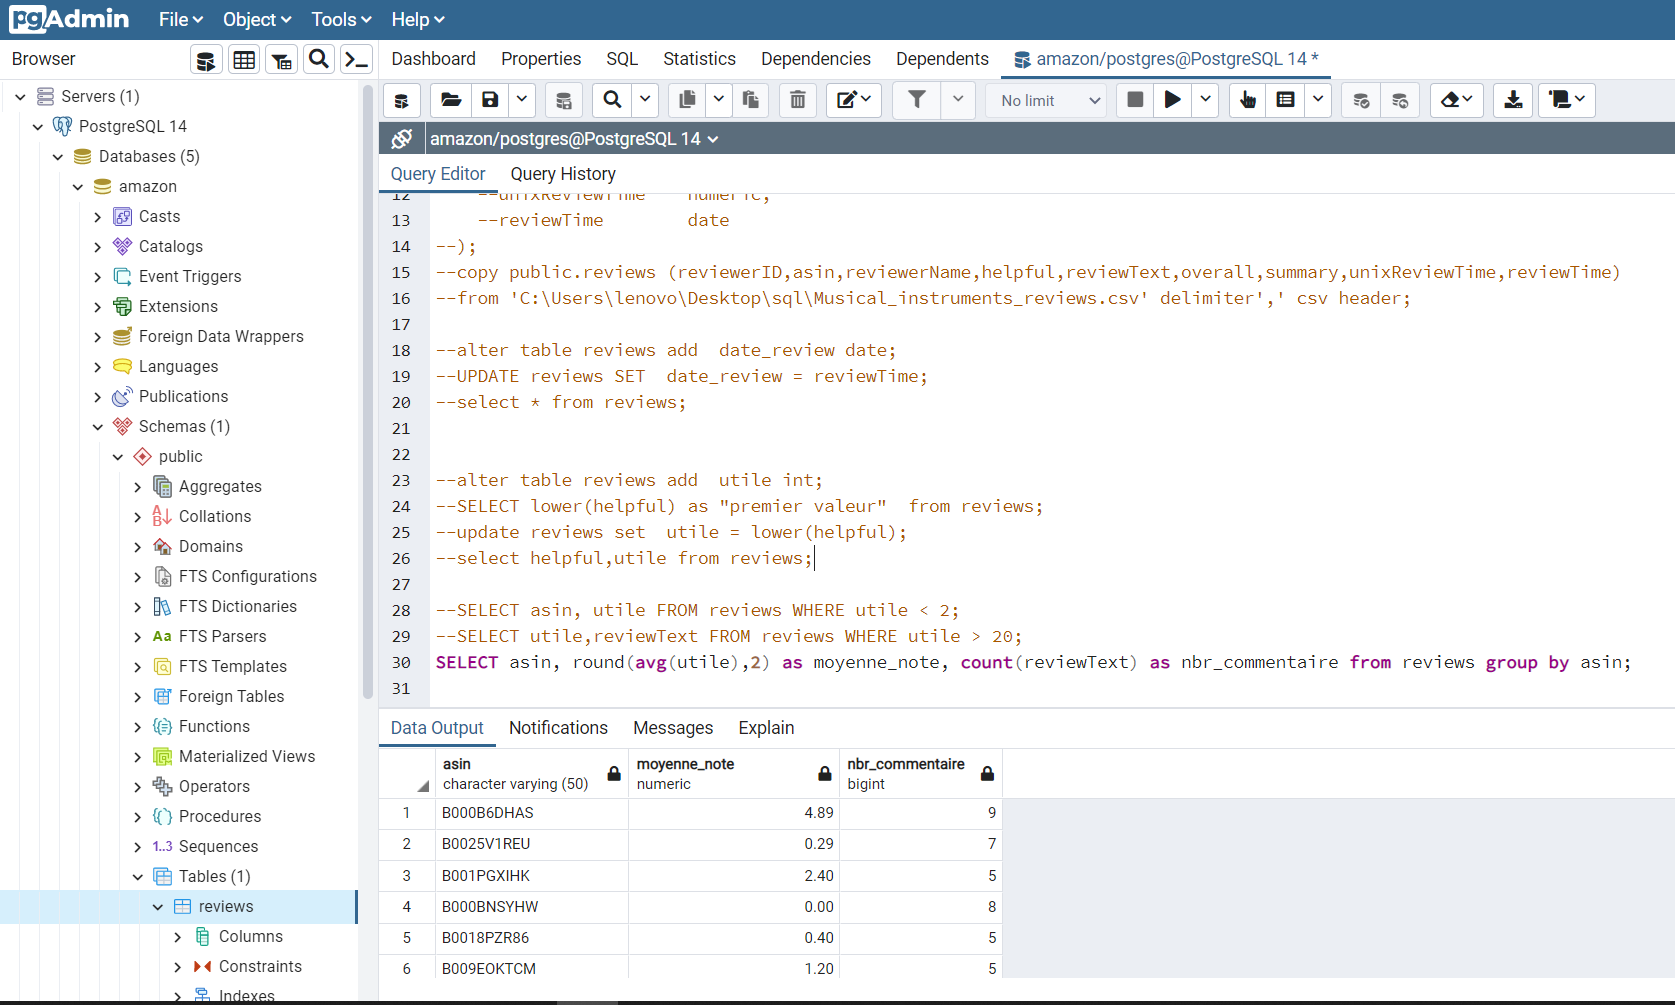 pgAdmin File Object Tools Help
Browser
Dashboard Properties SQL Statistics Dependencies Dependents amazon/postgres@PostgreSQL 14 *
No limit
amazon/postgres@PostgreSQL 14
Query Editor Query History
Servers (1)
PostgreSQL 14
Databases (5)
amazon
Casts
Catalogs
Event Triggers
Extensions
Foreign Data Wrappers
Languages
Publications
Schemas (1)
public
Aggregates
Collations
Domains
FTS Configurations
FTS Dictionaries
Aa FTS Parsers
FTS Templates
Foreign Tables
Functions
Materialized Views
Operators
Procedures
1..3 Sequences
Tables (1)
reviews
Columns
Constraints
Indexes
12 --unixReviewTime numeric,
13 --reviewTime date
14 --);
15 --copy public.reviews (reviewerID,asin,reviewerName,helpful,reviewText,overall,summary,unixReviewTime,reviewTime)
16 --from 'C:\Users\lenovo\Desktop\sql\Musical_instruments_reviews.csv' delimiter',' csv header;
17
18 --alter table reviews add  date_review date;
19 --UPDATE reviews SET  date_review = reviewTime;
20 --select * from reviews;
21
22
23 --alter table reviews add  utile int;
24 --SELECT lower(helpful) as "premier valeur"  from reviews;
25 --update reviews set  utile = lower(helpful);
26 --select helpful,utile from reviews;
27
28 --SELECT asin, utile FROM reviews WHERE utile < 2;
29 --SELECT utile,reviewText FROM reviews WHERE utile > 20;
30 SELECT asin, round(avg(utile),2) as moyenne_note, count(reviewText) as nbr_commentaire from reviews group by asin;
31
Data Output Notifications Messages Explain
asin moyenne_note nbr_commentaire
character varying (50) numeric bigint
1 B000B6DHAS 4.89 9
2 B0025V1REU 0.29 7
3 B001PGXIHK 2.40 5
4 B000BNSYHW 0.00 8
5 B0018PZR86 0.40 5
6 B009EOKTCM 1.20 5